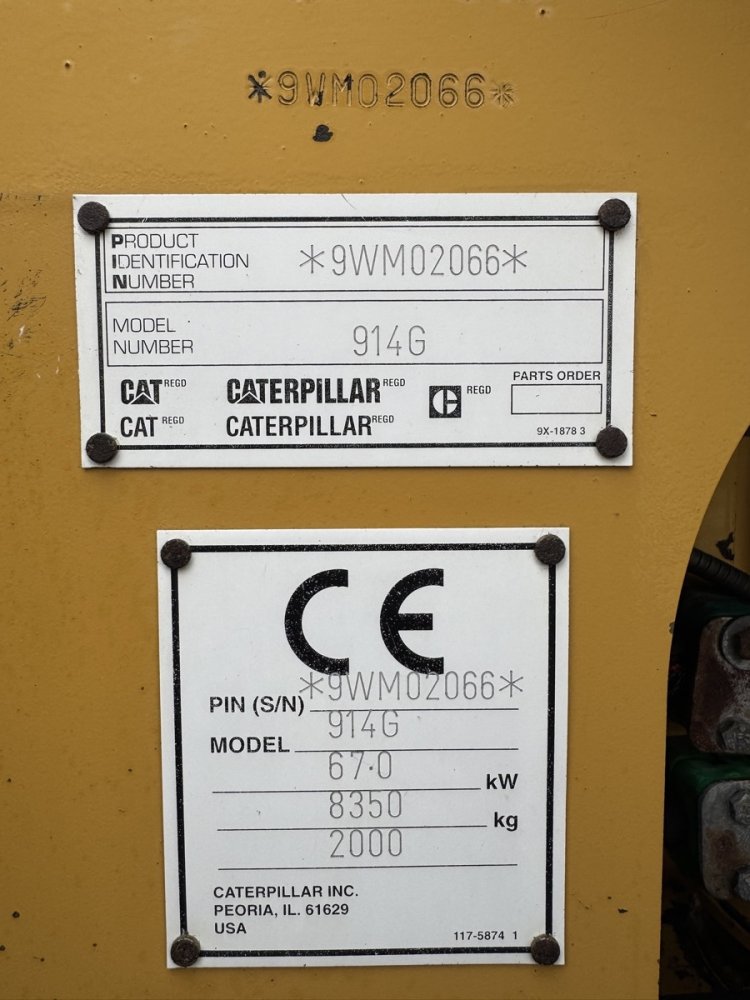 *9WM02066*
PRODUCT
IDENTIFICATION
NUMBER
*9WM02066*
MODEL
NUMBER
914G
CAT REGD
CATERPILLAR REGD
C REGD
PARTS ORDER
CAT REGD
CATERPILLAR REGD
9X-1878 3
CE
PIN (S/N) *9WM02066*
MODEL 914G
67.0 kW
8350 kg
2000
CATERPILLAR INC.
PEORIA, IL. 61629
USA
117-5874 1